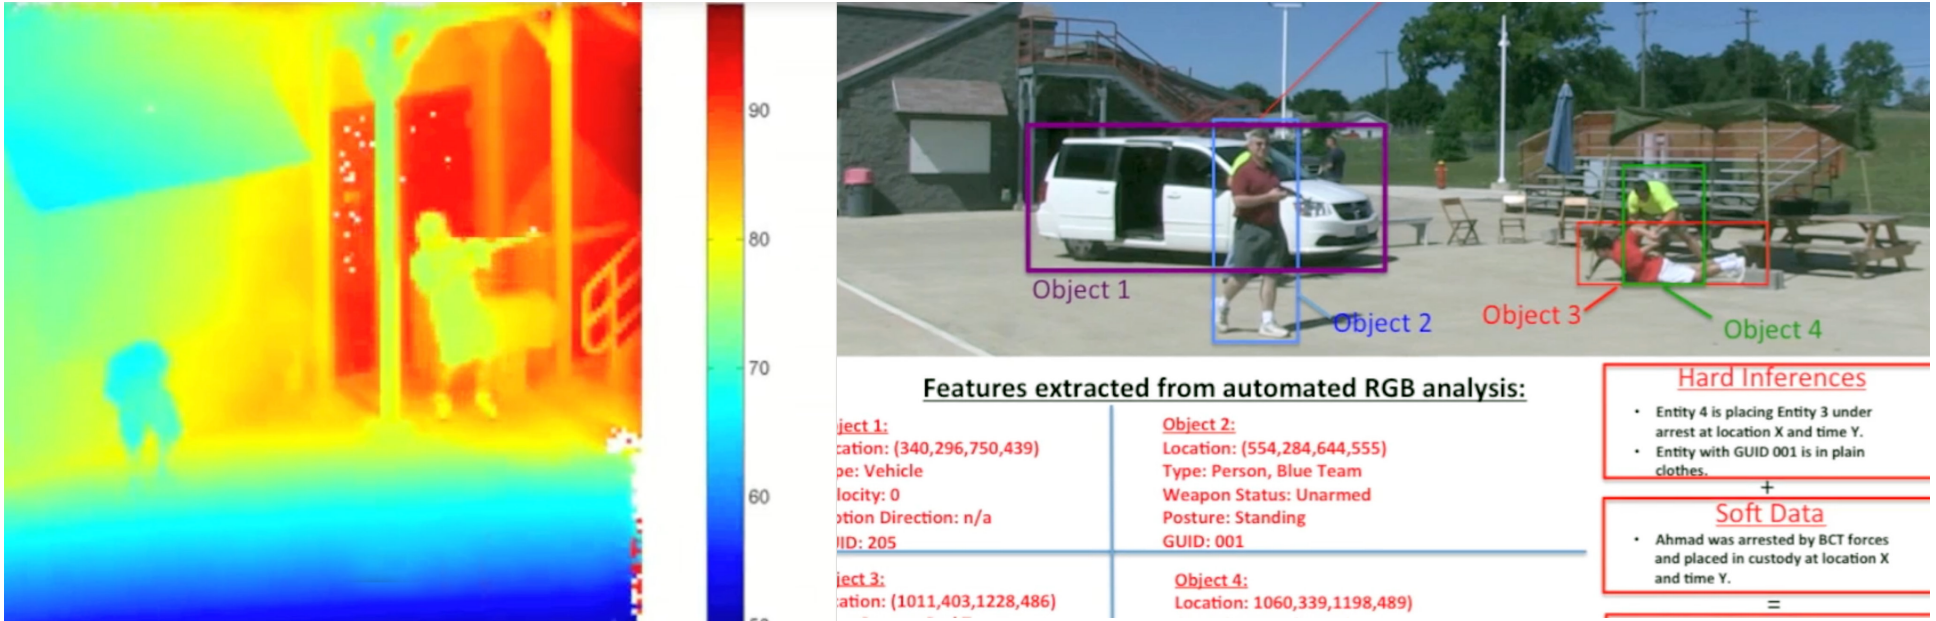 90
80
70
60
Object 1
Object 2
Object 3
Object 4
Features extracted from automated RGB analysis:
ject 1:
cation: (340,296,750,439)
pe: Vehicle
locity: 0
otion Direction: n/a
JID: 205
Object 2:
Location: (554,284,644,555)
Type: Person, Blue Team
Weapon Status: Unarmed
Posture: Standing
GUID: 001
ject 3:
cation: (1011,403,1228,486)
Object 4:
Location: 1060,339,1198,489)
Hard Inferences
• Entity 4 is placing Entity 3 under
arrest at location X and time Y.
• Entity with GUID 001 is in plain
clothes.
+
Soft Data
• Ahmad was arrested by BCT forces
and placed in custody at location X
and time Y.
=